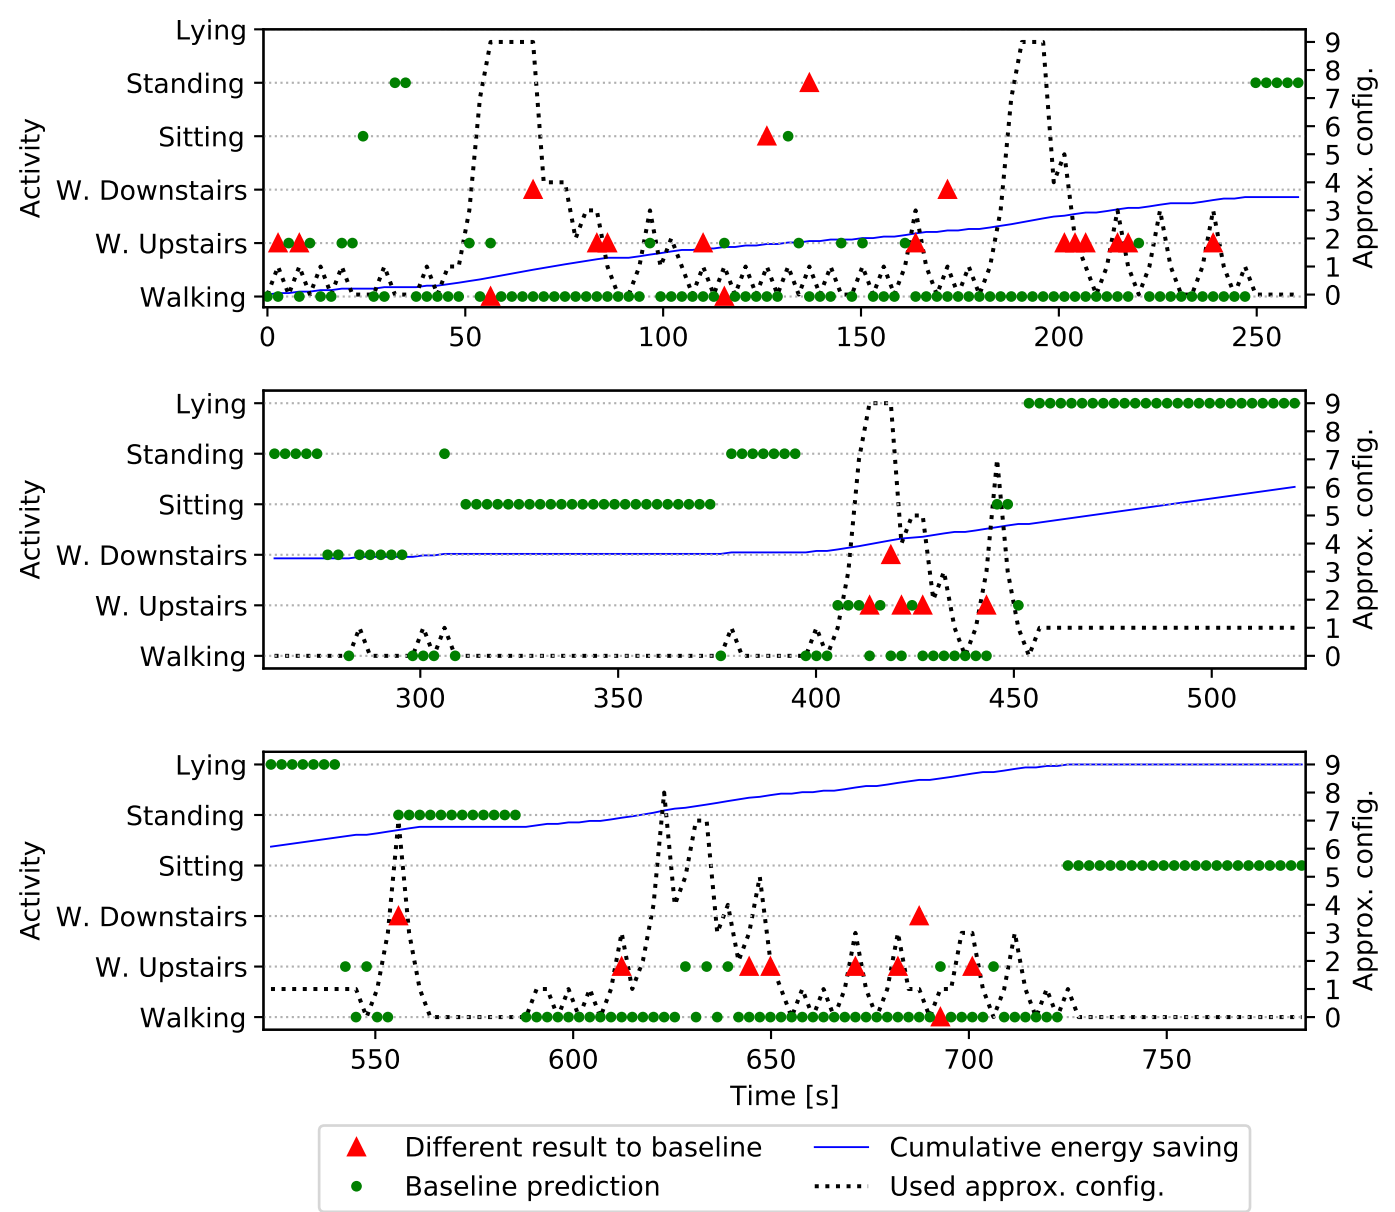 Lying
Standing
Sitting
W. Downstairs
W. Upstairs
Walking
Activity
9
8
7
6
5
4
3
2
1
0
Approx. config.
0 50 100 150 200 250
Lying
Standing
Sitting
W. Downstairs
W. Upstairs
Walking
Activity
9
8
7
6
5
4
3
2
1
0
Approx. config.
300 350 400 450 500
Lying
Standing
Sitting
W. Downstairs
W. Upstairs
Walking
Activity
9
8
7
6
5
4
3
2
1
0
Approx. config.
550 600 650 700 750
Time [s]
Different result to baseline
Baseline prediction
Cumulative energy saving
Used approx. config.